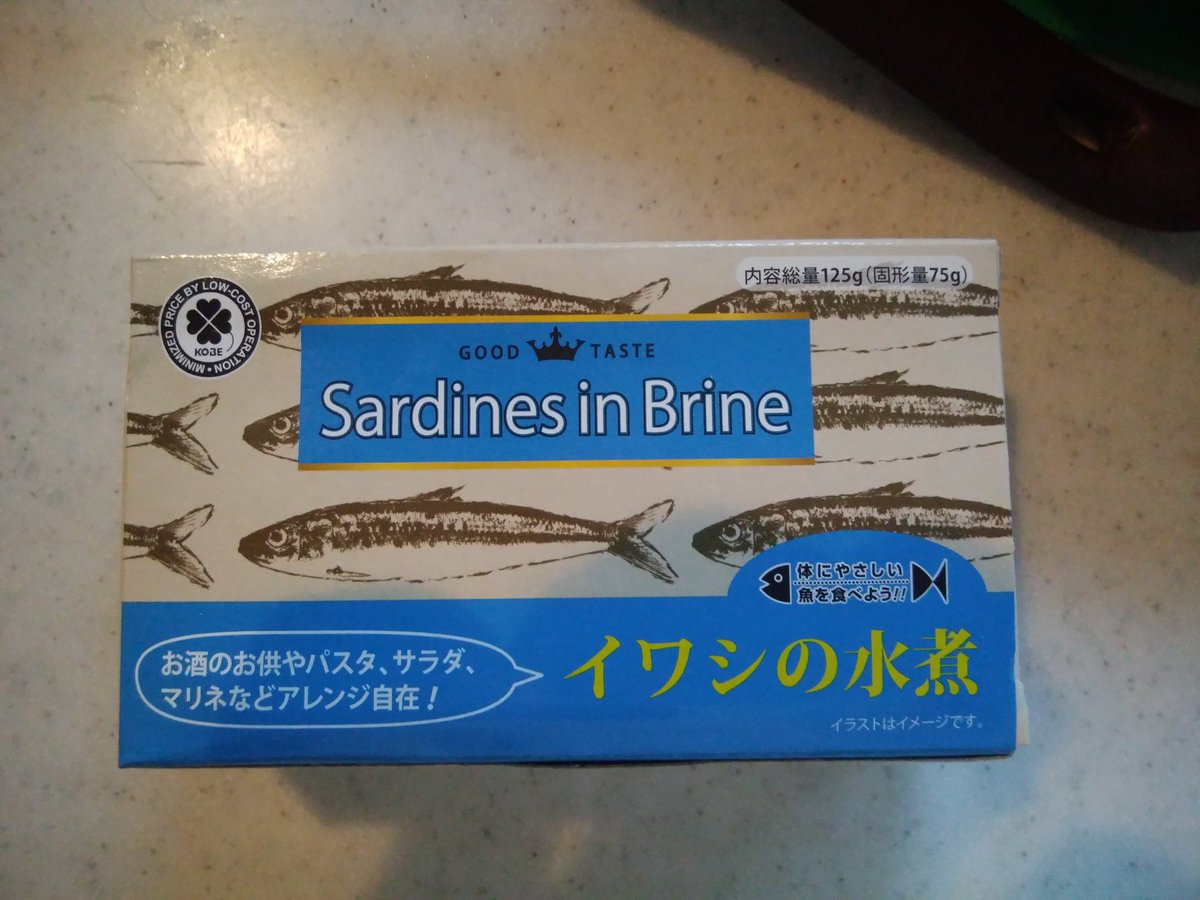 MINIMIZED PRICE BY LOW-COST OPERATION
KOBE
内容総量125g(固形量75g)
GOOD TASTE
Sardines in Brine
体にやさしい
魚を食べよう!!
お酒のお供やパスタ、サラダ、
マリネなどアレンジ自在!
イワシの水煮
イラストはイメージです。